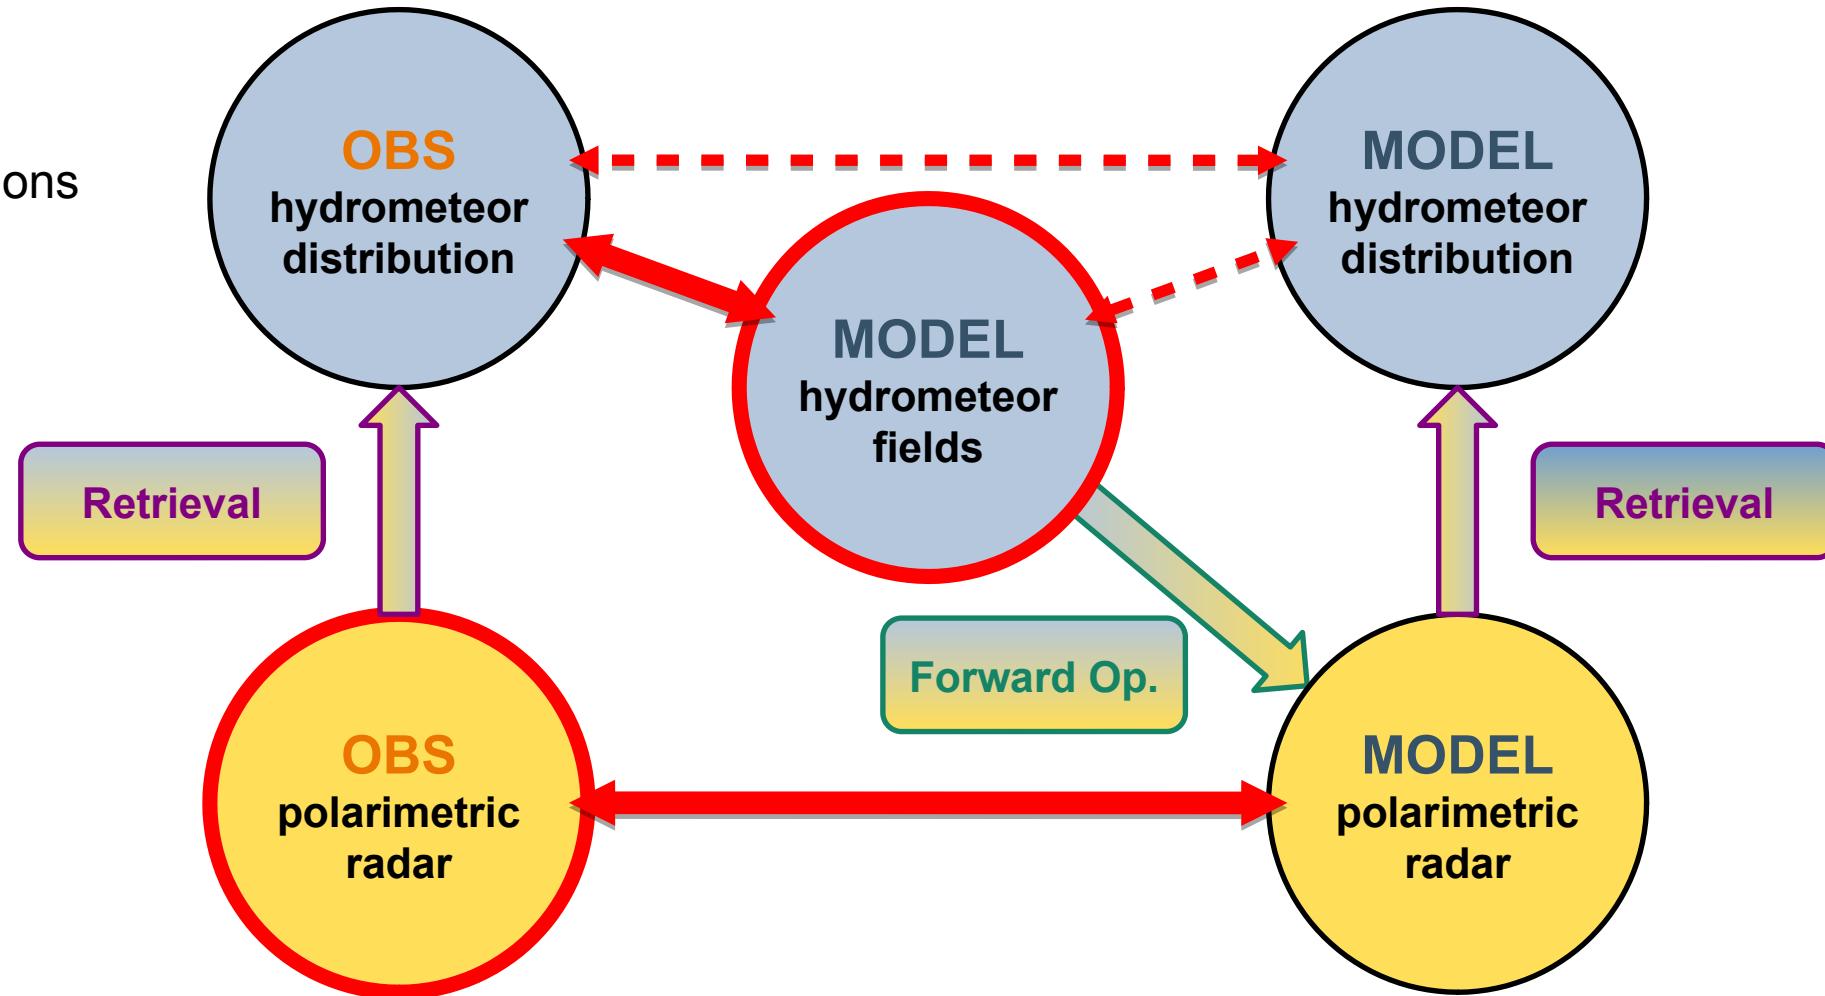 ons
OBS
hydrometeor
distribution
MODEL
hydrometeor
distribution
MODEL
hydrometeor
fields
Retrieval
Retrieval
Forward Op.
OBS
polarimetric
radar
MODEL
polarimetric
radar